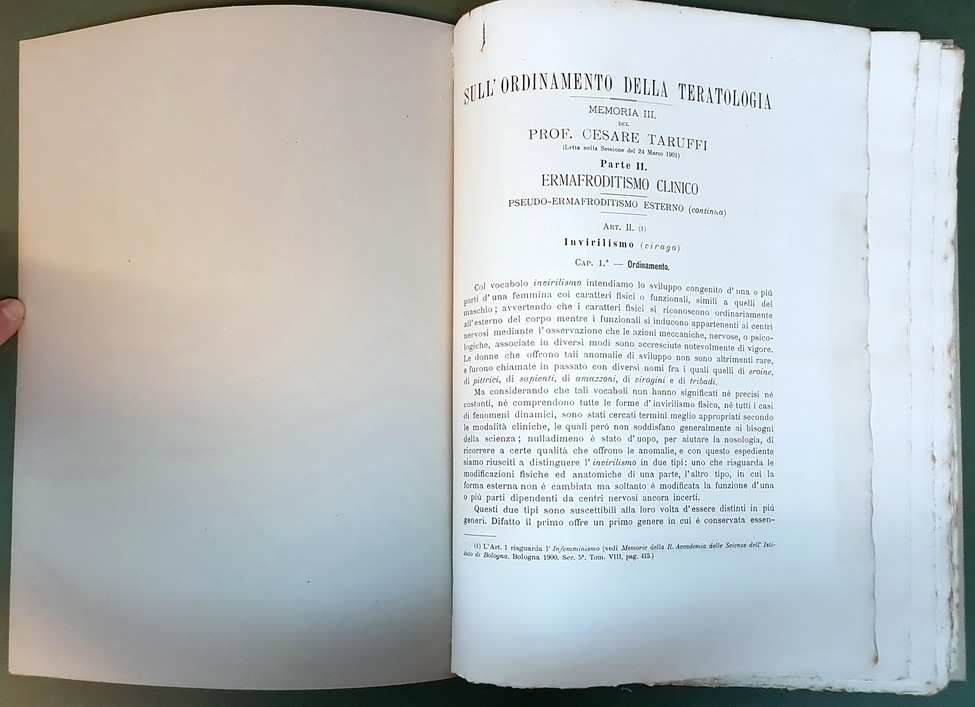 SULL' ORDINAMENTO DELLA TERATOLOGIA
MEMORIA III.
DEL
PROF. CESARE TARUFFI
(Letta nella Sessione del 24 Marzo 1901)
Parte II.
ERMAFRODITISMO CLINICO
PSEUDO-ERMAFRODITISMO ESTERNO (continua)
ART. II. (1)
Invirilismo (virago)
CAP. 1.° — Ordinamento.
Col vocabolo invirilismo intendiamo lo sviluppo congenito d' una o più
parti d' una femmina coi caratteri fisici o funzionali, simili a quelli del
maschio; avvertendo che i caratteri fisici si riconoscono ordinariamente
all' esterno del corpo mentre i funzionali si inducono appartenenti ai centri
nervosi mediante l' osservazione che le azioni meccaniche, nervose, o psico-
logiche, associate in diversi modi sono accresciute notevolmente di vigore.
Le donne che offrono tali anomalie di sviluppo non sono altrimenti rare,
e furono chiamate in passato con diversi nomi fra i quali quelli di eroine,
di pittrici, di sapienti, di amazzoni, di viragini e di tribadi.
Ma considerando che tali vocaboli non hanno significati né precisi né
costanti, né comprendono tutte le forme d' invirilismo fisico, né tutti i casi
di fenomeni dinamici, sono stati cercati termini meglio appropriati secondo
le modalità cliniche, le quali però non soddisfano generalmente ai bisogni
della scienza; nulladimeno é stato d' uopo, per aiutare la nosologia, di
ricorrere a certe qualità che offrono le anomalie, e con questo espediente
siamo riusciti a distinguere l' invirilismo in due tipi: uno che risguarda le
modificazioni fisiche ed anatomiche di una parte, l' altro tipo, in cui la
forma esterna non é cambiata ma soltanto é modificata la funzione d' una
o più parti dipendenti da centri nervosi ancora incerti.
Questi due tipi sono suscettibili alla loro volta d' essere distinti in più
generi. Difatto il primo offre un primo genere in cui é conservata essen-
(1) L' Art. I risguarda l' Infemminismo (vedi Memorie della R. Accademia delle Scienze dell' Isti-
tuto di Bologna. Bologna 1900. Ser. 5ª. Tom. VIII, pag. 415.)